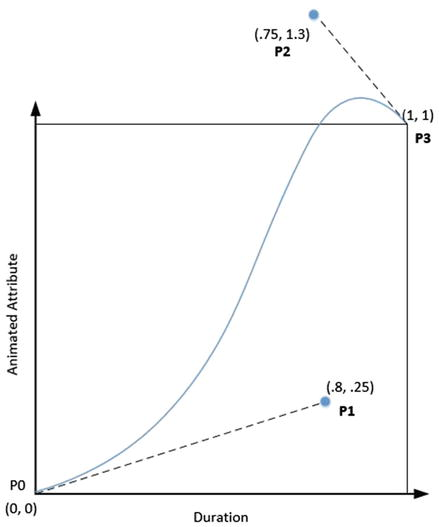 (.75, 1.3)
P2
(1, 1)
P3
Animated Attribute
(.8, .25)
P1
P0
(0, 0)
Duration